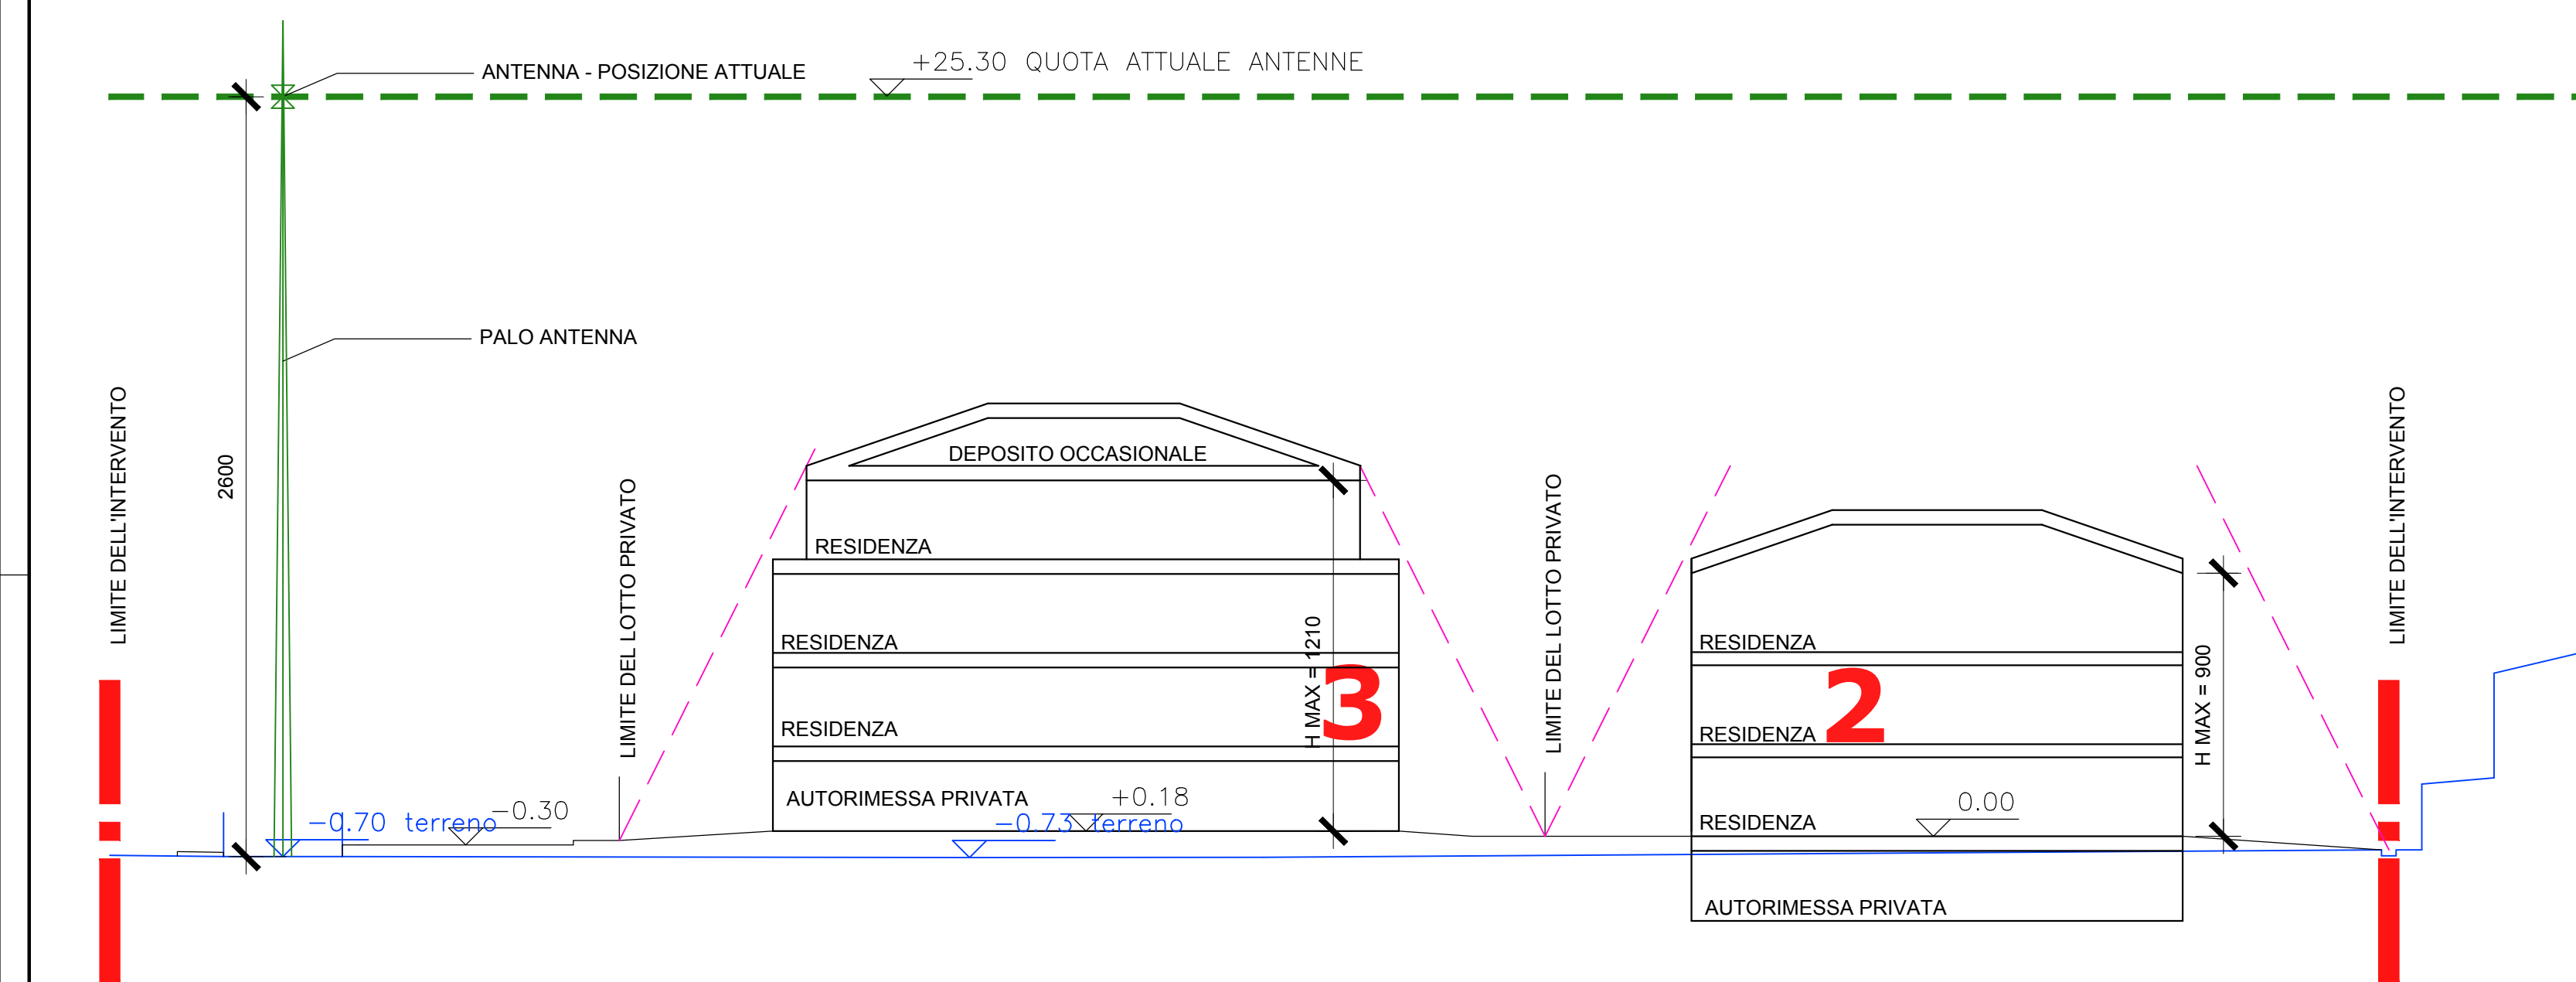 +25.30 QUOTA ATTUALE ANTENNE
ANTENNA - POSIZIONE ATTUALE
PALO ANTENNA
2600
LIMITE DELL'INTERVENTO
LIMITE DEL LOTTO PRIVATO
DEPOSITO OCCASIONALE
RESIDENZA
RESIDENZA
RESIDENZA
AUTORIMESSA PRIVATA
H MAX = 1210
3
+0.18
-0.30
-0.70 terreno
-0.73 terreno
LIMITE DEL LOTTO PRIVATO
RESIDENZA
RESIDENZA
2
RESIDENZA
0.00
AUTORIMESSA PRIVATA
H MAX = 900
LIMITE DELL'INTERVENTO